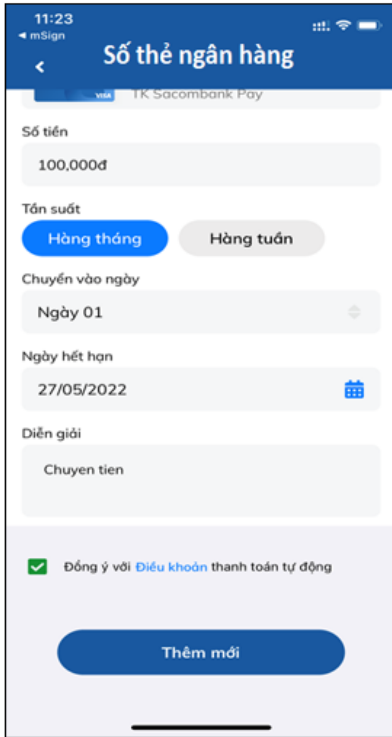 11:23
◀ mSign
Số thẻ ngân hàng
VISA
TK Sacombank Pay
Số tiền
100,000đ
Tần suất
Hàng tháng
Hàng tuần
Chuyển vào ngày
Ngày 01
Ngày hết hạn
27/05/2022
Diễn giải
Chuyen tien
Đồng ý với Điều khoản thanh toán tự động
Thêm mới